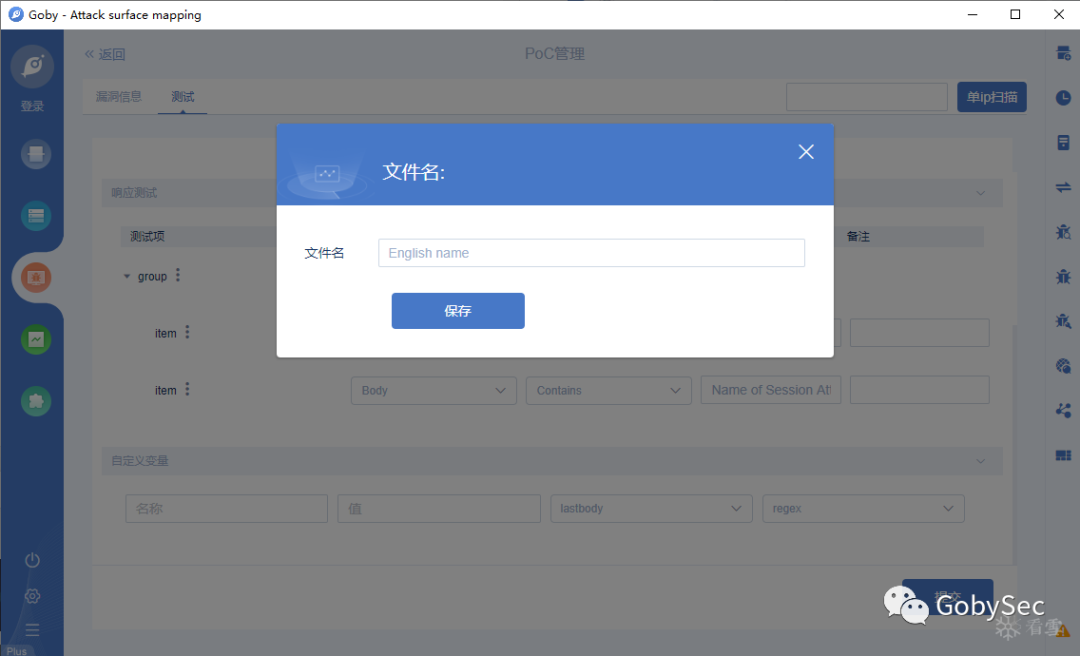 Goby - Attack surface mapping
登录
« 返回
PoC管理
漏洞信息
测试
单ip扫描
文件名:
响应测试
测试项
备注
文件名
English name
group
保存
item
item
Body
Contains
Name of Session Att
自定义变量
名称
值
lastbody
regex
提交
GobySec
看雪
Plus